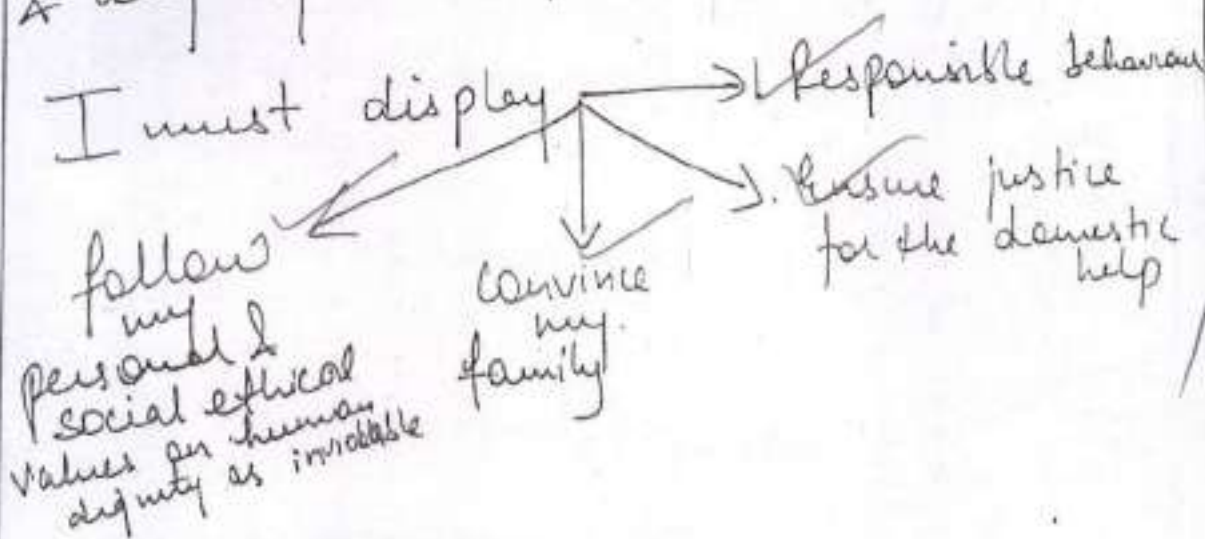 I must display
Responsible behaviour
Ensure justice
for the domestic
help
convince
my
family
follow
my
personal &
social ethical
values on human
dignity as inviolable